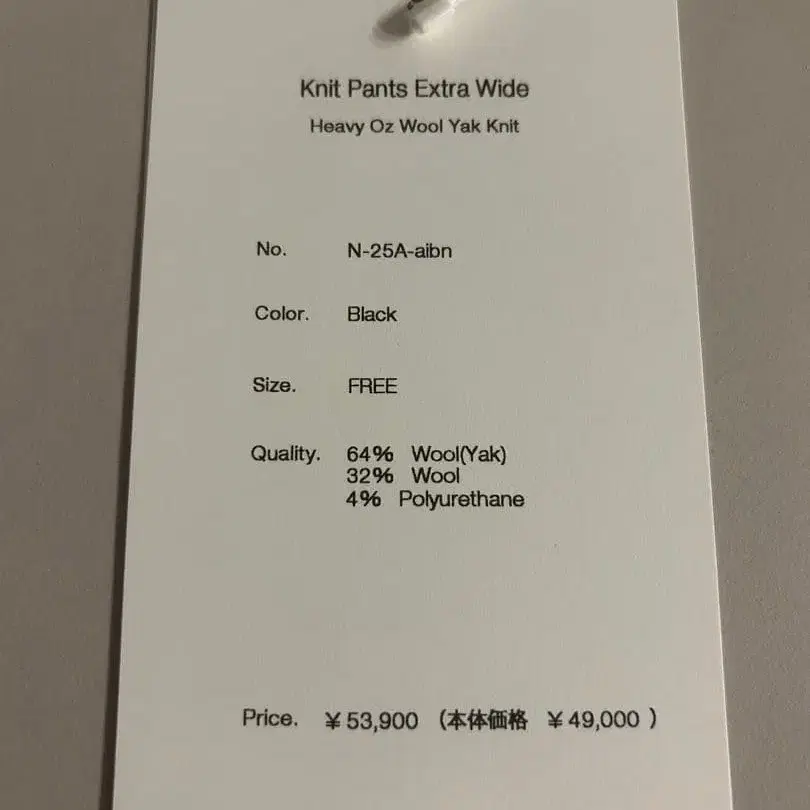 Knit Pants Extra Wide
Heavy Oz Wool Yak Knit
No. N-25A-aibn
Color. Black
Size. FREE
Quality. 64% Wool(Yak)
32% Wool
4% Polyurethane
Price. ¥53,900 (本体価格 ¥49,000 )